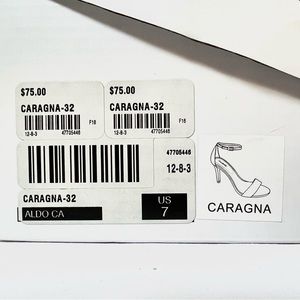 $75.00
CARAGNA-32
F16
12-8-3 47705446
$75.00
CARAGNA-32
F16
12-8-3 47705446
47705446
12-8-3
CARAGNA-32
ALDO CA
US
7
CARAGNA